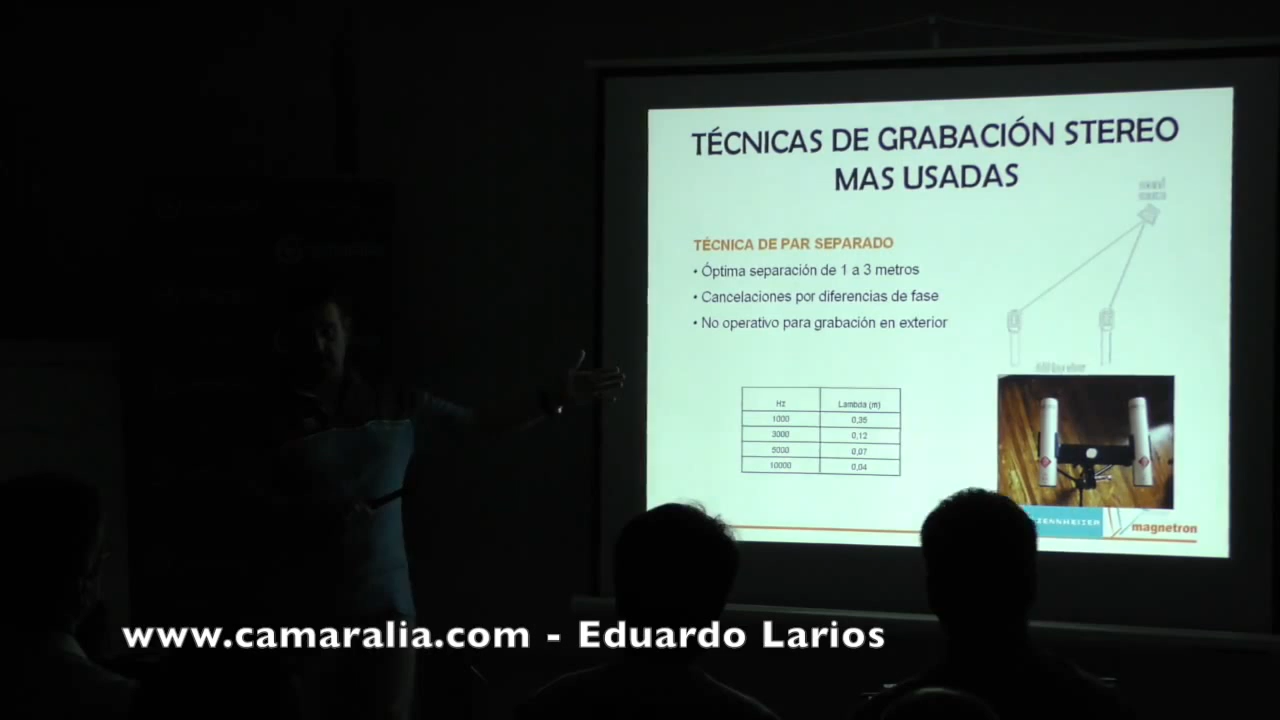 TÉCNICAS DE GRABACIÓN STEREO
MAS USADAS
TÉCNICA DE PAR SEPARADO
• Óptima separación de 1 a 3 metros
• Cancelaciones por diferencias de fase
• No operativo para grabación en exterior
Hz Lambda (m)
1000 0,35
3000 0,12
5000 0,07
10000 0,04
magnetron
www.camaralia.com - Eduardo Larios